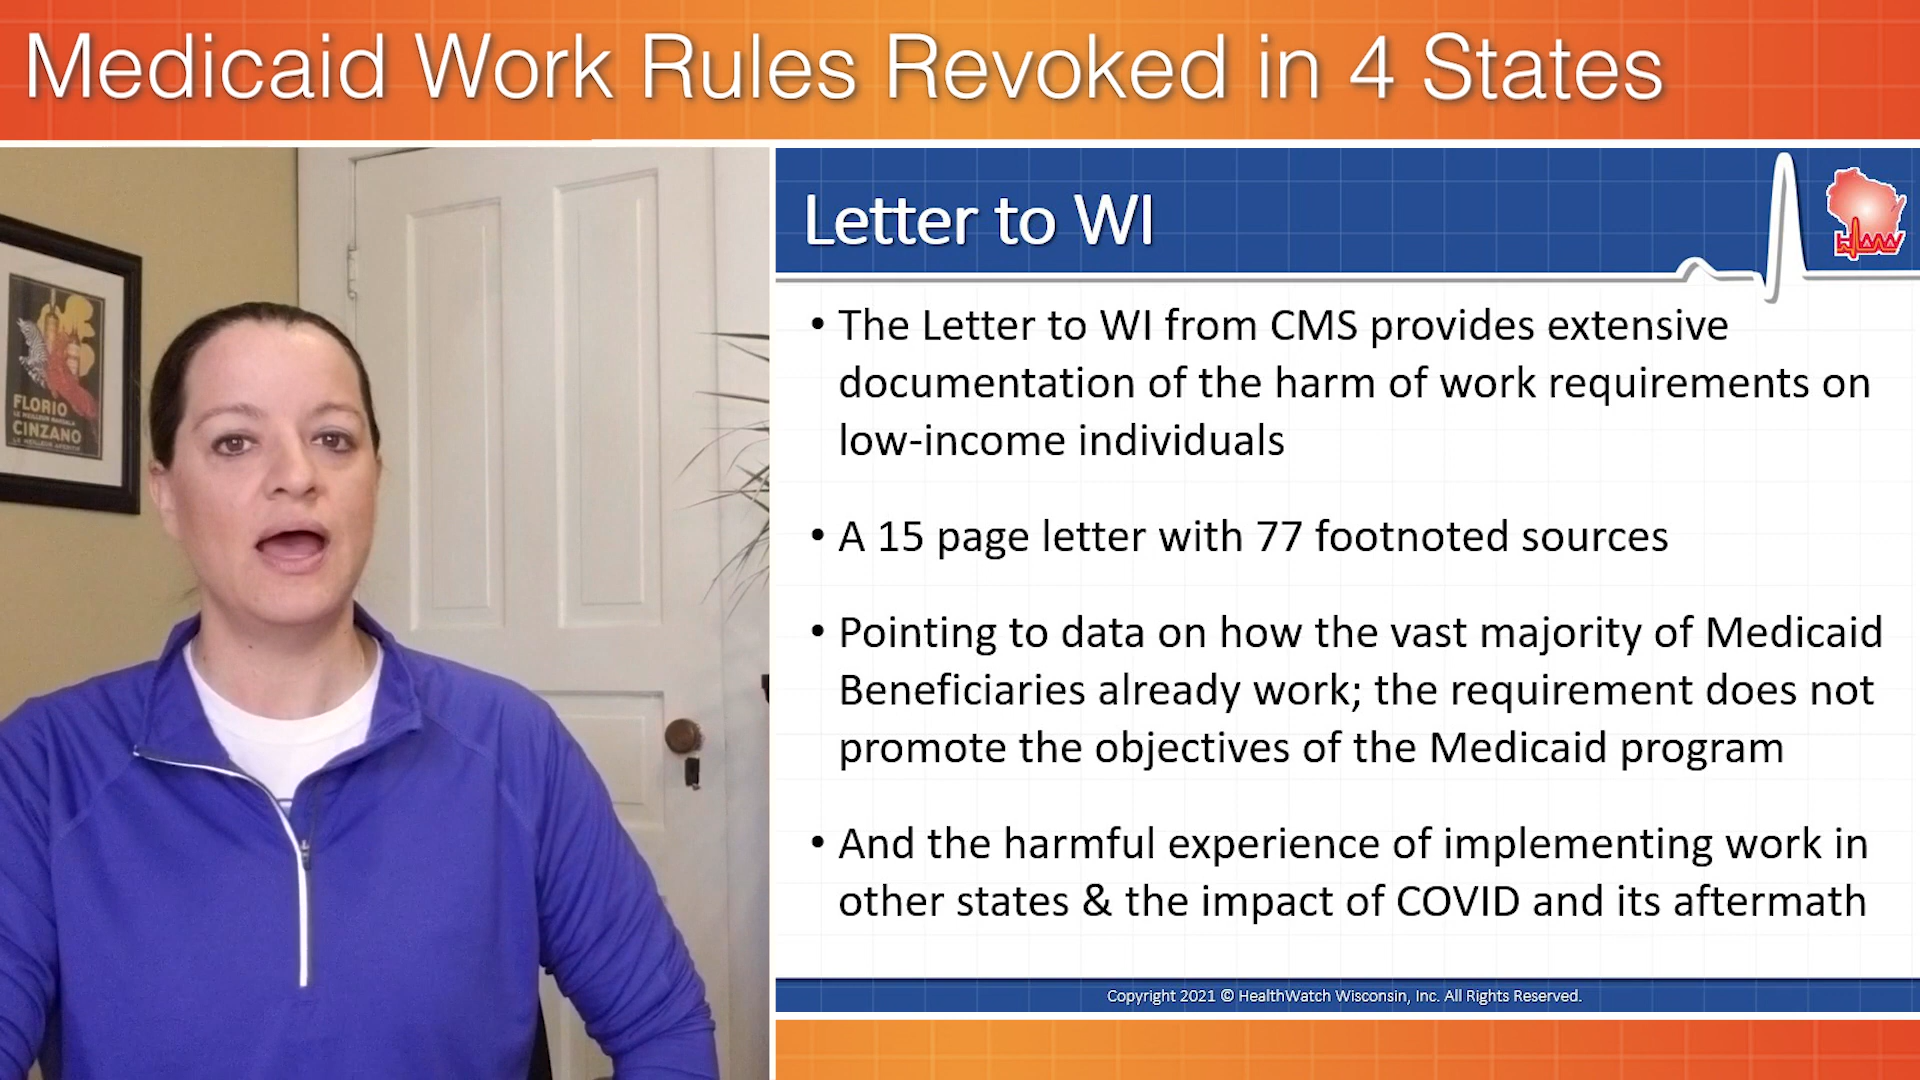 Medicaid Work Rules Revoked in 4 States
FLORIO
CINZANO
Letter to WI
• The Letter to WI from CMS provides extensive
documentation of the harm of work requirements on
low-income individuals
• A 15 page letter with 77 footnoted sources
• Pointing to data on how the vast majority of Medicaid
Beneficiaries already work; the requirement does not
promote the objectives of the Medicaid program
• And the harmful experience of implementing work in
other states & the impact of COVID and its aftermath
Copyright 2021 © HealthWatch Wisconsin, Inc. All Rights Reserved.